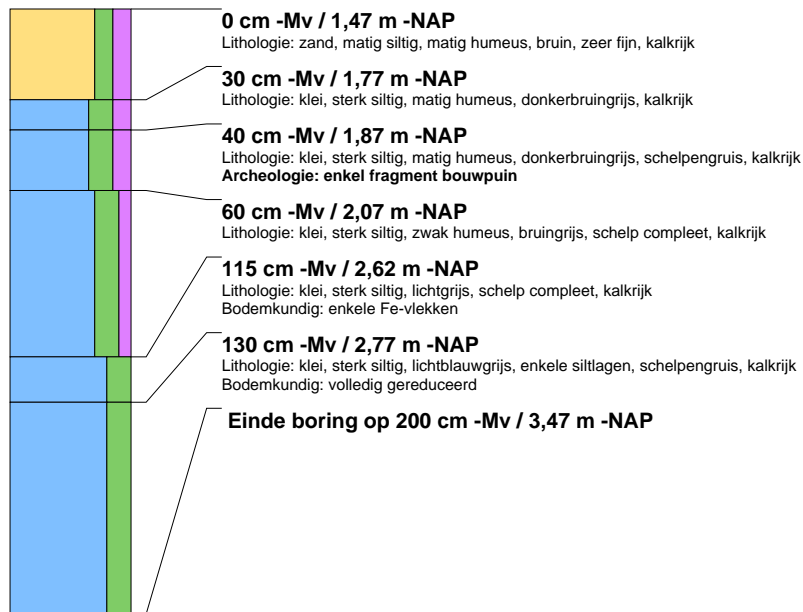 0 cm -Mv / 1,47 m -NAP
Lithologie: zand, matig siltig, matig humeus, bruin, zeer fijn, kalkrijk
30 cm -Mv / 1,77 m -NAP
Lithologie: klei, sterk siltig, matig humeus, donkerbruingrijs, kalkrijk
40 cm -Mv / 1,87 m -NAP
Lithologie: klei, sterk siltig, matig humeus, donkerbruingrijs, schelpengruis, kalkrijk
Archeologie: enkel fragment bouwpuin
60 cm -Mv / 2,07 m -NAP
Lithologie: klei, sterk siltig, zwak humeus, bruingrijs, schelp compleet, kalkrijk
115 cm -Mv / 2,62 m -NAP
Lithologie: klei, sterk siltig, lichtgrijs, schelp compleet, kalkrijk
Bodemkundig: enkele Fe-vlekken
130 cm -Mv / 2,77 m -NAP
Lithologie: klei, sterk siltig, lichtblauwgrijs, enkele siltlagen, schelpengruis, kalkrijk
Bodemkundig: volledig gereduceerd
Einde boring op 200 cm -Mv / 3,47 m -NAP